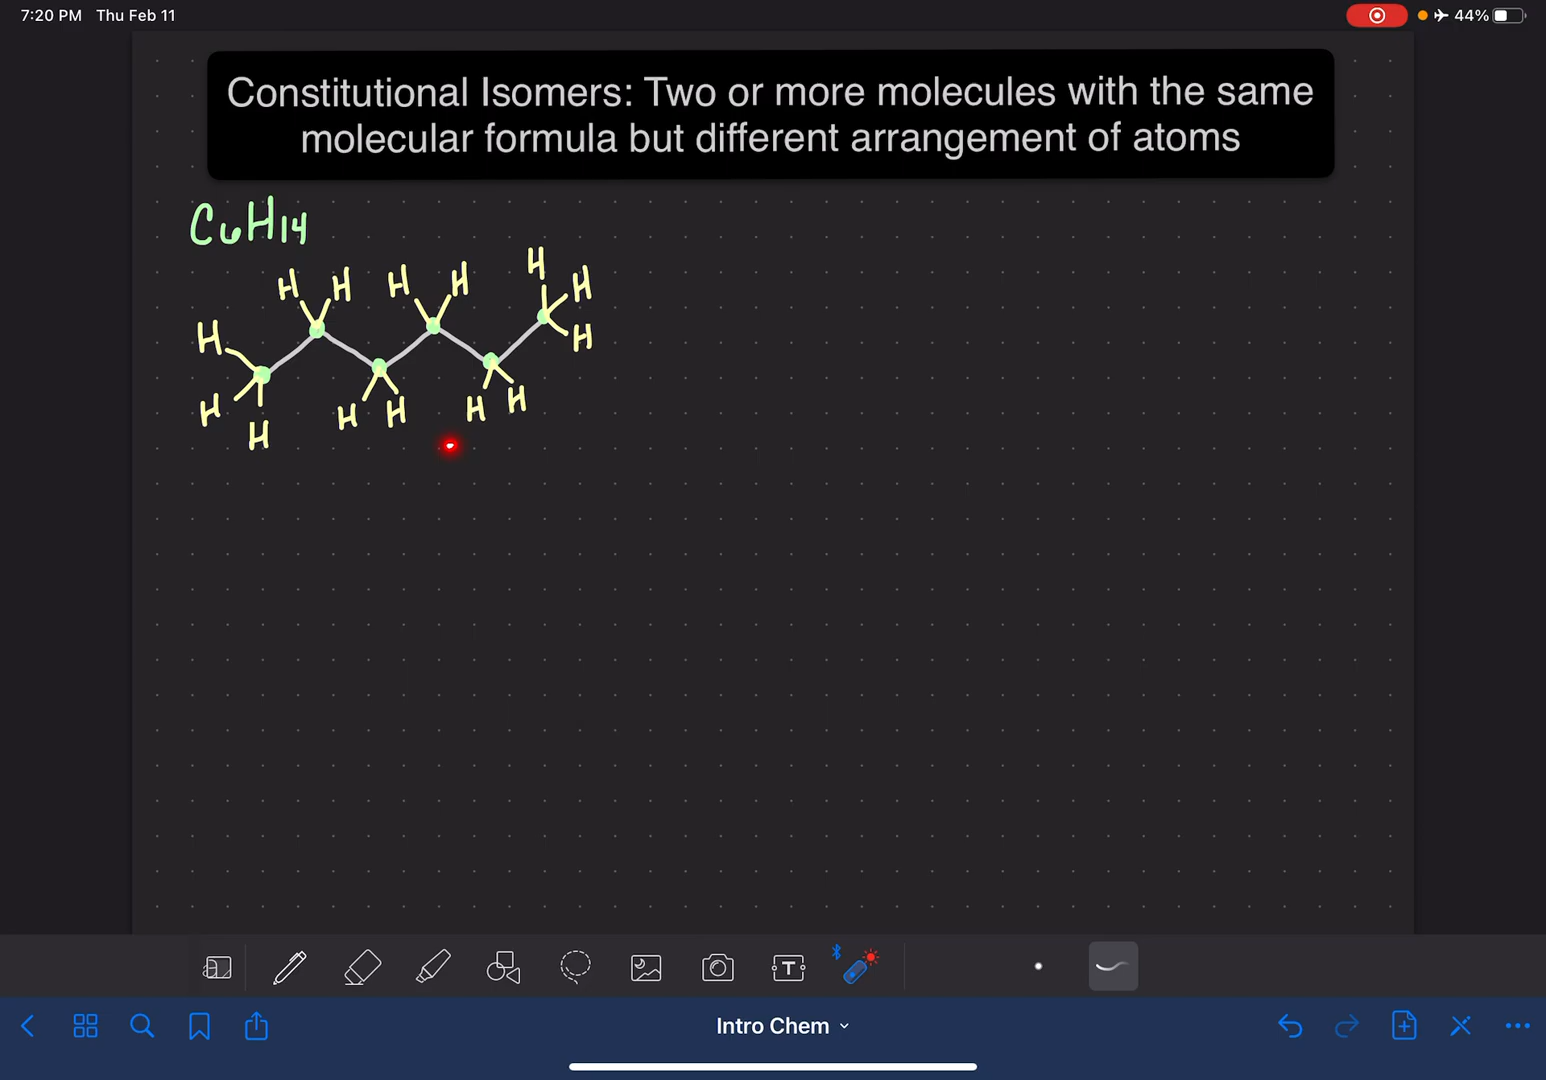 7:20 PM Thu Feb 11
44%
Constitutional Isomers: Two or more molecules with the same
molecular formula but different arrangement of atoms
C6H14
H H H H H H
H H
H H H H H H
T
Intro Chem